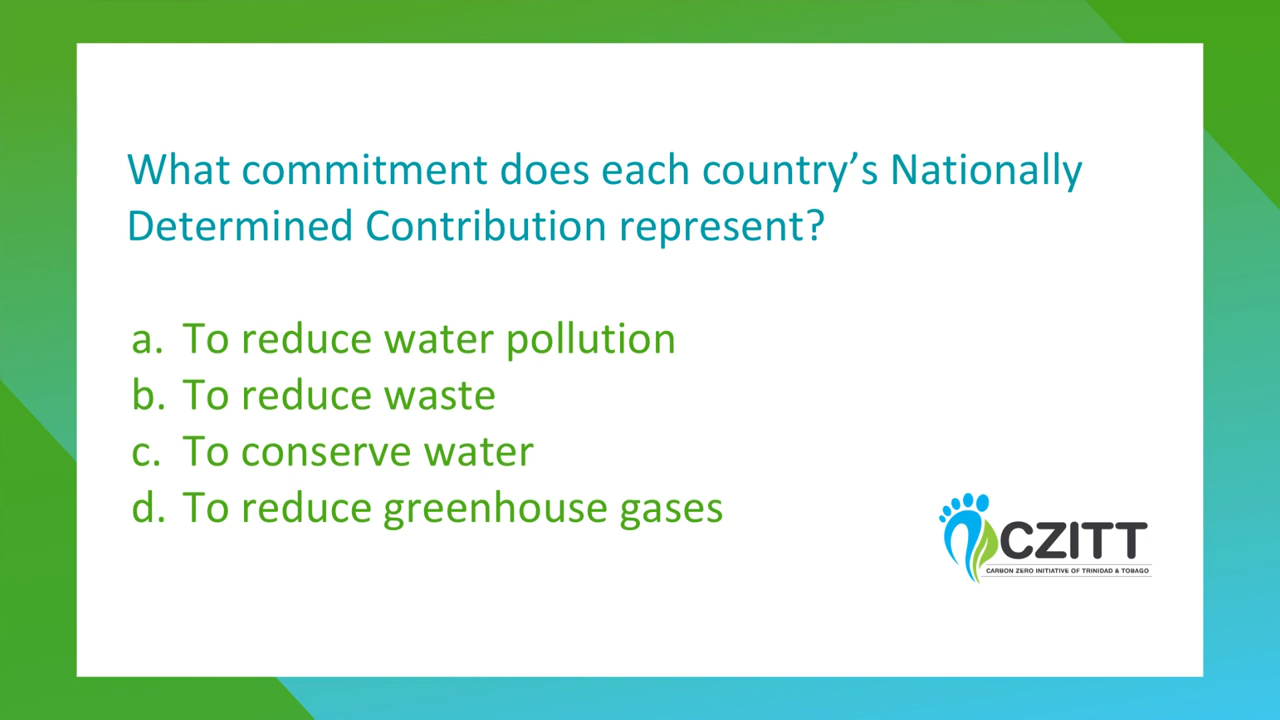 What commitment does each country’s Nationally
Determined Contribution represent?
a. To reduce water pollution
b. To reduce waste
c. To conserve water
d. To reduce greenhouse gases
CZITT
CARBON ZERO INITIATIVE OF TRINIDAD & TOBAGO